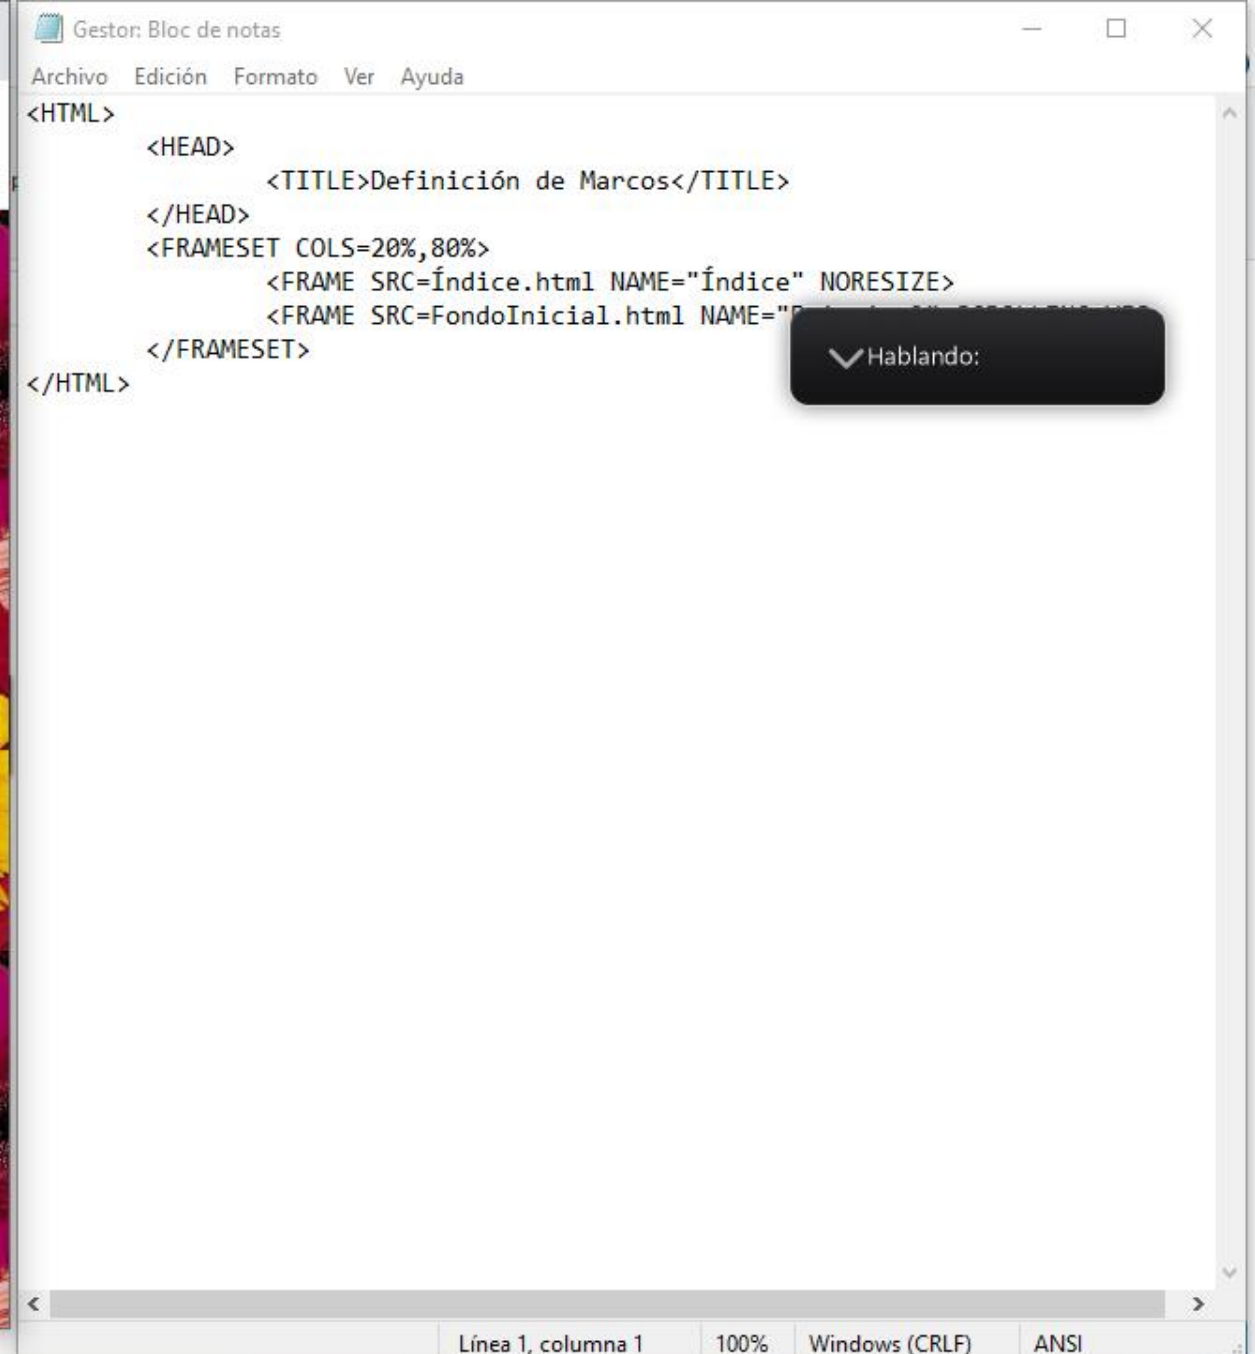 Gestor: Bloc de notas
Archivo Edición Formato Ver Ayuda
<HTML>
<HEAD>
<TITLE>Definición de Marcos</TITLE>
</HEAD>
<FRAMESET COLS=20%,80%>
<FRAME SRC=Índice.html NAME="Índice" NORESIZE>
<FRAME SRC=FondoInicial.html NAME="
</FRAMESET>
</HTML>
Hablando:
Línea 1, columna 1 100% Windows (CRLF) ANSI